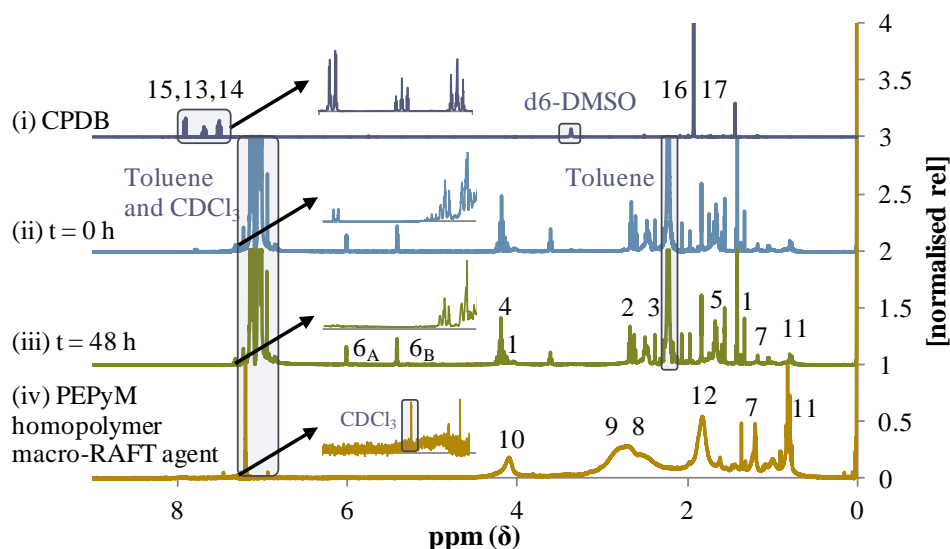 4
15,13,14
16 17
3.5
d6-DMSO
(i) CPDB
3
Toluene
and CDCl₃
Toluene
2.5
(ii) t = 0 h
2
[normalised rel]
4
2 3
5 1
1.5
(iii) t = 48 h
6A 6B
1
7 11
1
(iv) PEPyM
homopolymer
macro-RAFT agent
CDCl₃
10
9 8
12
7 11
0.5
0
8 6 4 2 0
ppm (δ)